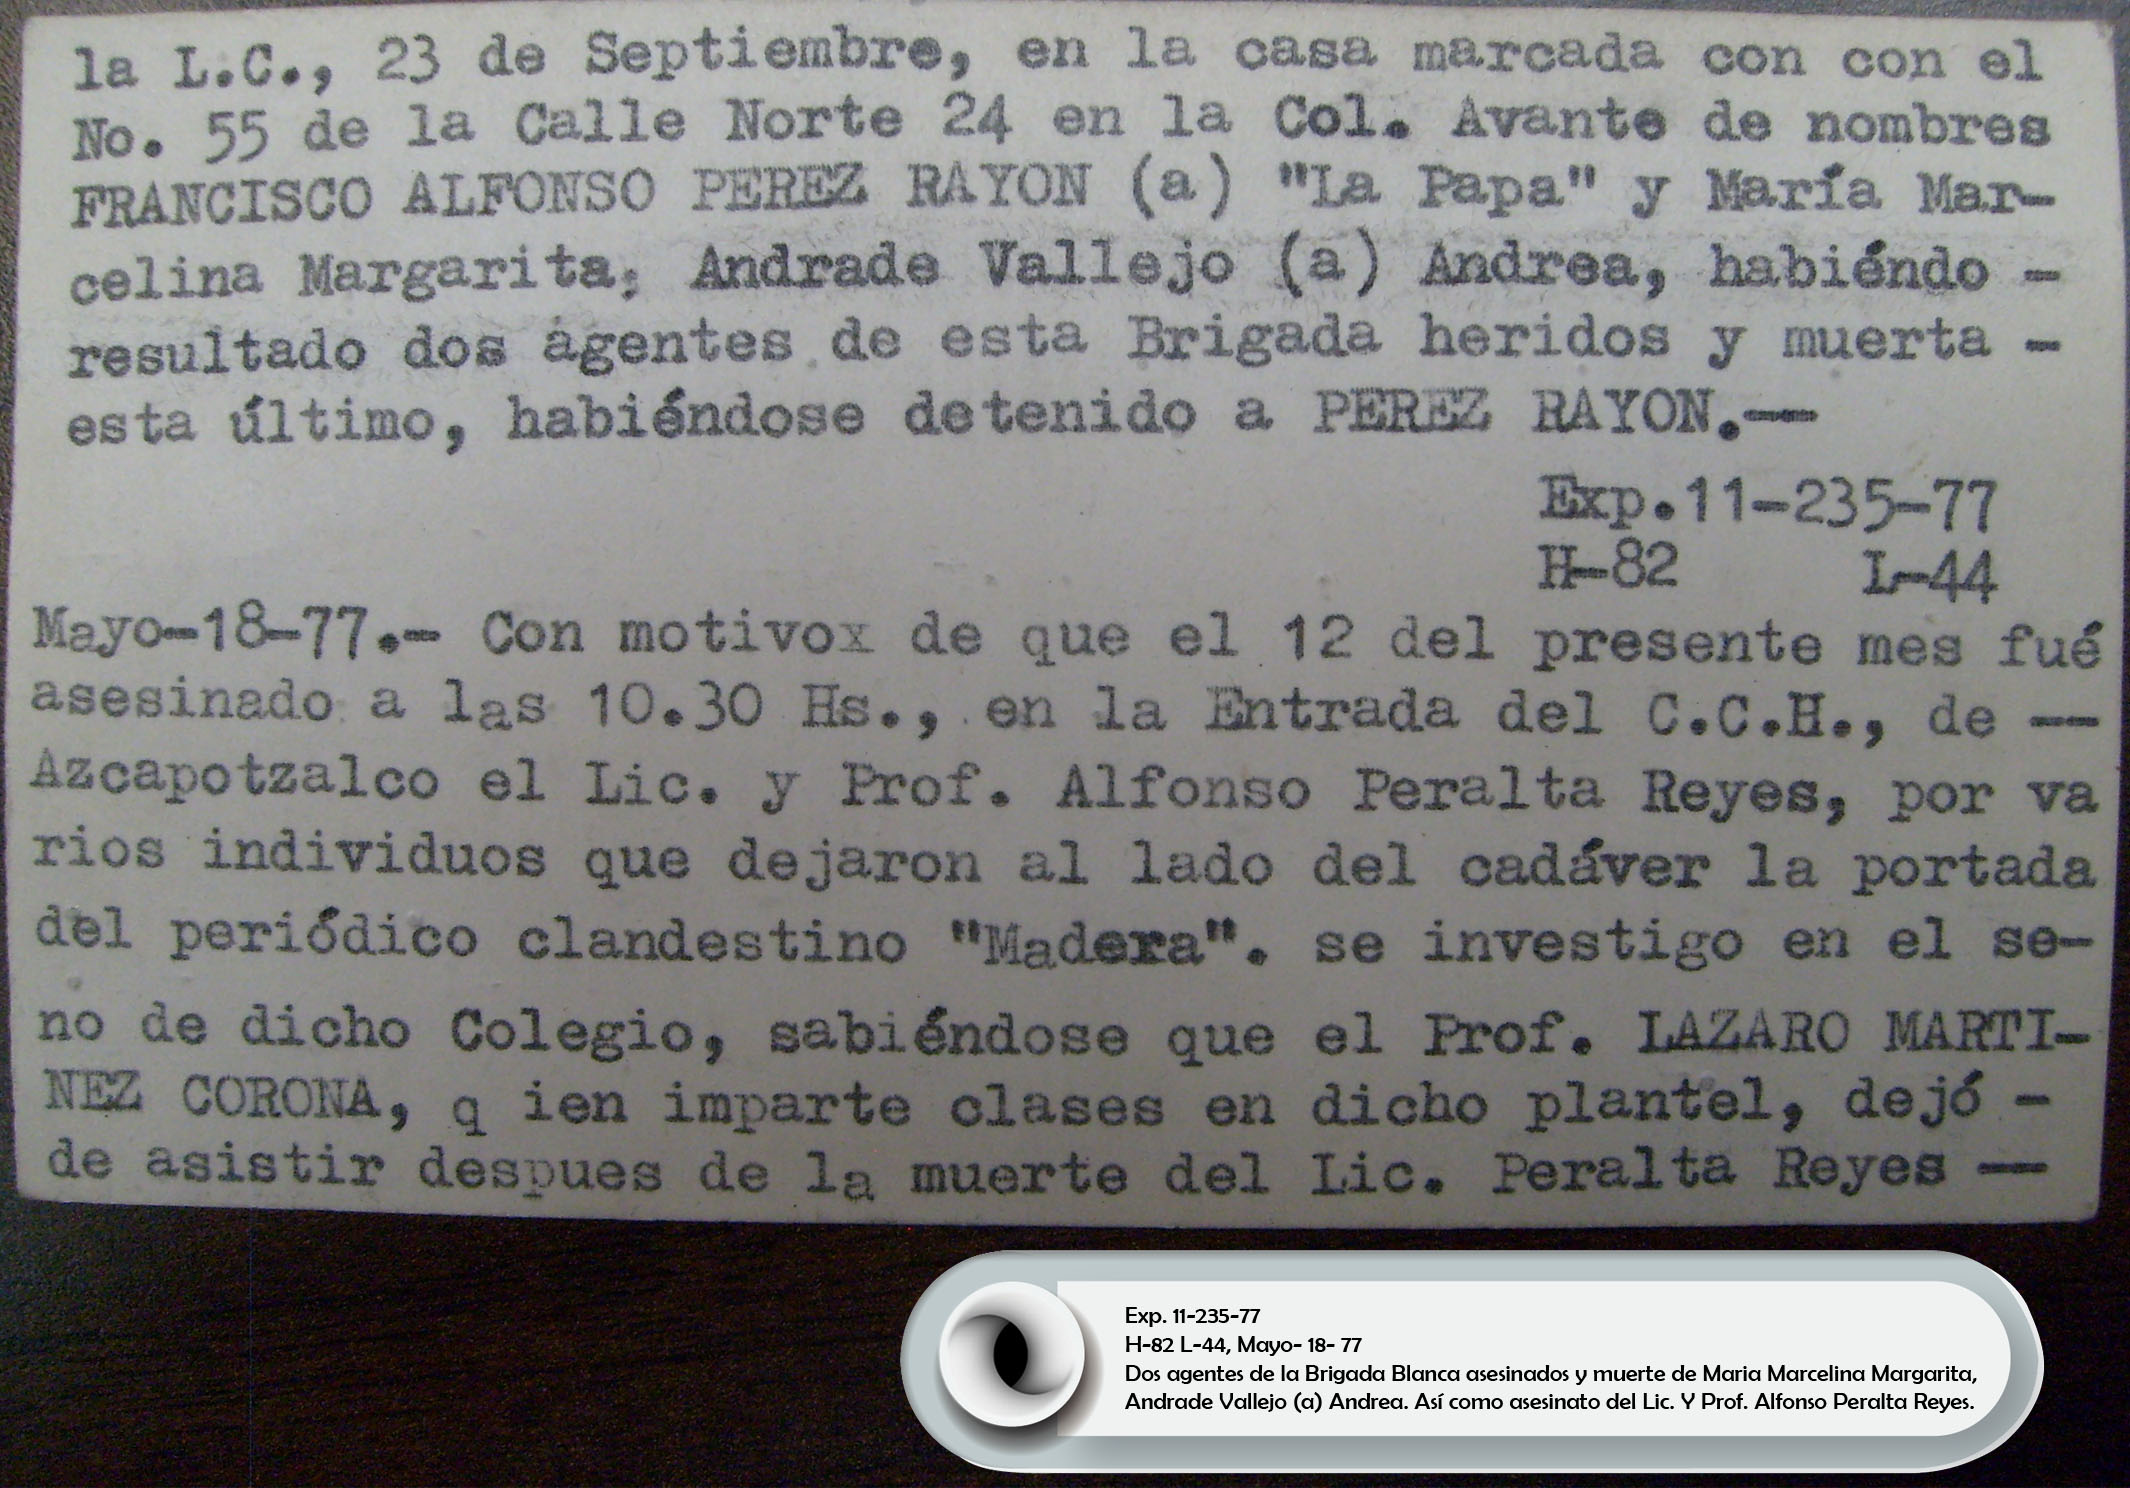 la L.C., 23 de Septiembre, en la casa marcada con con el
No. 55 de la Calle Norte 24 en la Col. Avante de nombres
FRANCISCO ALFONSO PEREZ RAYON (a) "La Papa" y María Mar-
celina Margarita; Andrade Vallejo (a) Andrea, habiéndo -
resultado dos agentes de esta Brigada heridos y muerta -
esta último, habiéndose detenido a PEREZ RAYON.--
Exp.11-235-77
H-82 L-44
Mayo-18-77.- Con motivox de que el 12 del presente mes fué
asesinado a las 10.30 Hs., en la Entrada del C.C.H., de --
Azcapotzalco el Lic. y Prof. Alfonso Peralta Reyes, por va
rios individuos que dejaron al lado del cadáver la portada
del periódico clandestino "Madera". se investigo en el se-
no de dicho Colegio, sabiéndose que el Prof. LAZARO MARTI-
NEZ CORONA, q ien imparte clases en dicho plantel, dejó -
de asistir despues de la muerte del Lic. Peralta Reyes --
Exp. 11-235-77
H-82 L-44, Mayo- 18- 77
Dos agentes de la Brigada Blanca asesinados y muerte de Maria Marcelina Margarita,
Andrade Vallejo (a) Andrea. Así como asesinato del Lic. Y Prof. Alfonso Peralta Reyes.